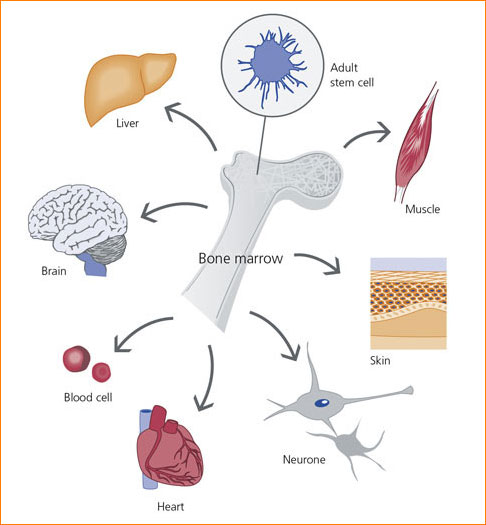 Adult
stem cell
Liver
Muscle
Brain
Bone marrow
Skin
Blood cell
Neurone
Heart